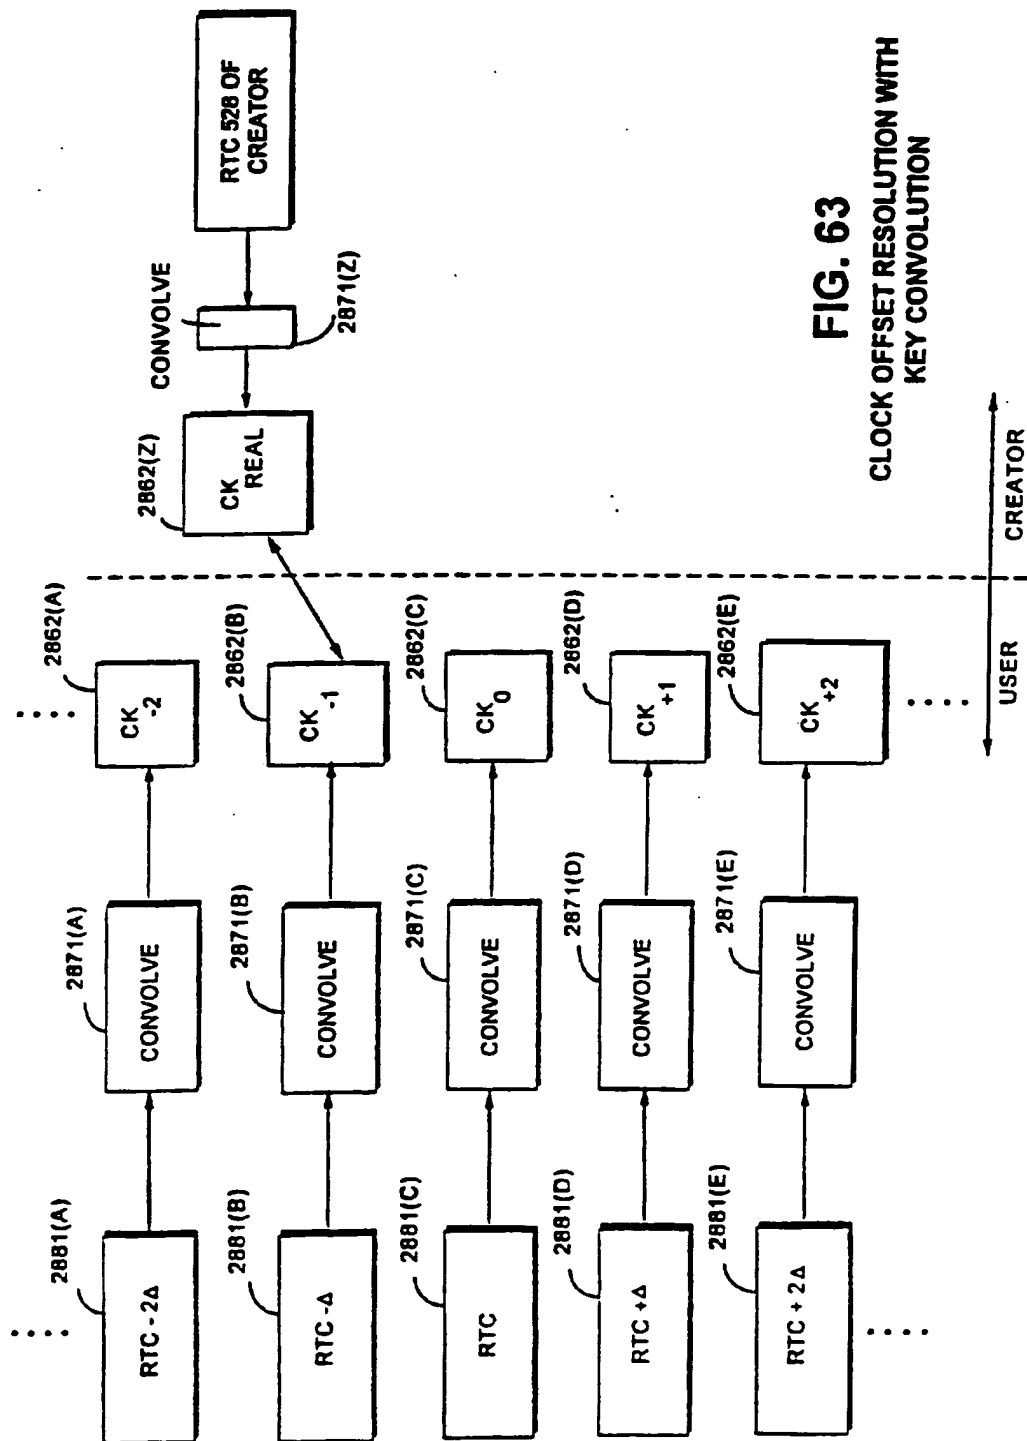 RTC 528 OF
CREATOR
CONVOLVE
2871(Z)
2862(Z)
CK REAL
2862(A)
CK -2
2871(A)
CONVOLVE
2881(A)
RTC - 2Δ
2862(B)
CK -1
2871(B)
CONVOLVE
2881(B)
RTC -Δ
2862(C)
CK0
2871(C)
CONVOLVE
2881(C)
RTC
2862(D)
CK +1
2871(D)
CONVOLVE
2881(D)
RTC +Δ
2862(E)
CK +2
2871(E)
CONVOLVE
2881(E)
RTC + 2Δ
USER
CREATOR
FIG. 63
CLOCK OFFSET RESOLUTION WITH
KEY CONVOLUTION